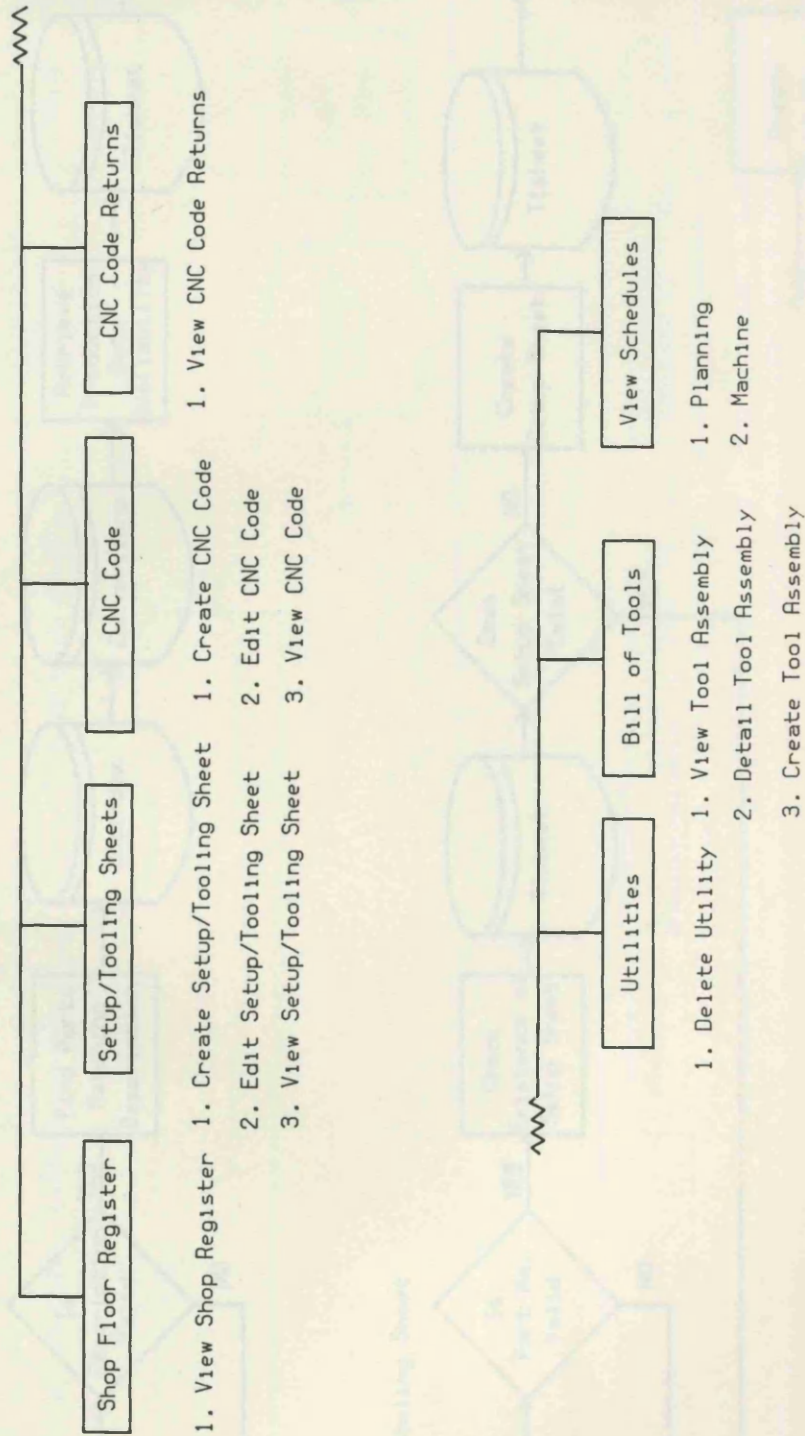 Shop Floor Register
Setup/Tooling Sheets
CNC Code
CNC Code Returns
1. View Shop Register
1. Create Setup/Tooling Sheet
2. Edit Setup/Tooling Sheet
3. View Setup/Tooling Sheet
1. Create CNC Code
2. Edit CNC Code
3. View CNC Code
1. View CNC Code Returns
Utilities
Bill of Tools
View Schedules
1. Delete Utility
1. View Tool Assembly
2. Detail Tool Assembly
3. Create Tool Assembly
1. Planning
2. Machine